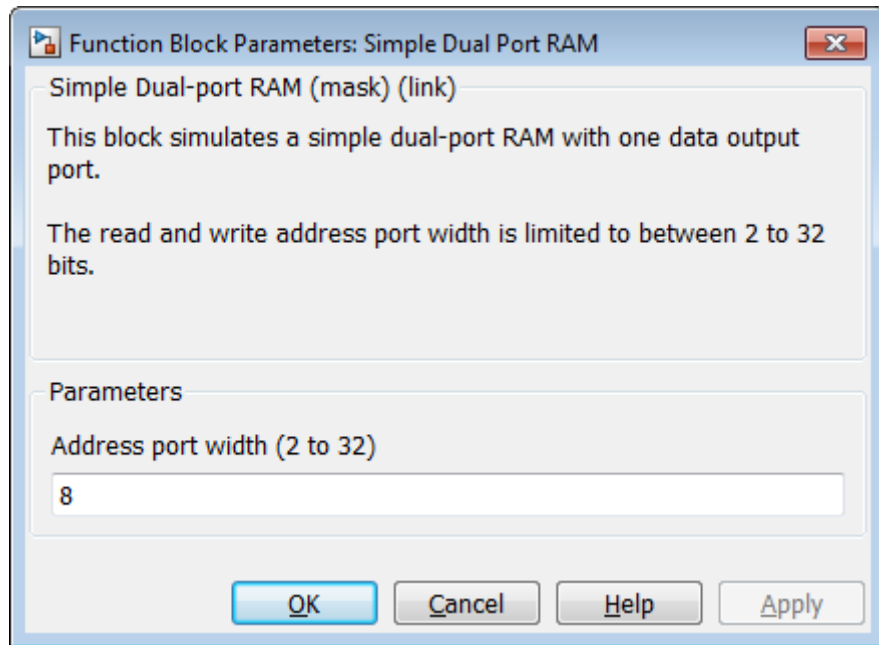 Function Block Parameters: Simple Dual Port RAM
Simple Dual-port RAM (mask) (link)
This block simulates a simple dual-port RAM with one data output
port.
The read and write address port width is limited to between 2 to 32
bits.
Parameters
Address port width (2 to 32)
8
OK Cancel Help Apply